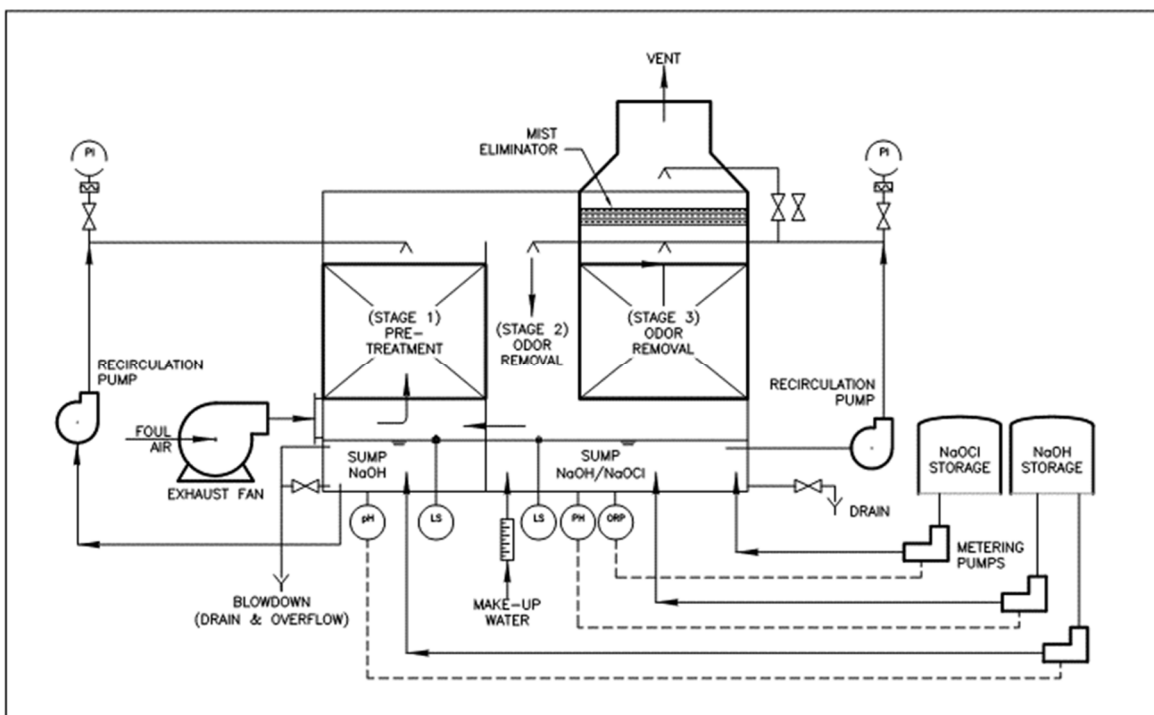 VENT
MIST
ELIMINATOR
PI
PI
(STAGE 1)
PRE-
TREATMENT
(STAGE 2)
ODOR
REMOVAL
(STAGE 3)
ODOR
REMOVAL
RECIRCULATION
PUMP
RECIRCULATION
PUMP
FOUL
AIR
EXHAUST FAN
SUMP
NaOH
SUMP
NaOH/NaOCl
NaOCl
STORAGE
NaOH
STORAGE
pH
LS
LS
PH
ORP
DRAIN
METERING
PUMPS
BLOWDOWN
(DRAIN & OVERFLOW)
MAKE-UP
WATER